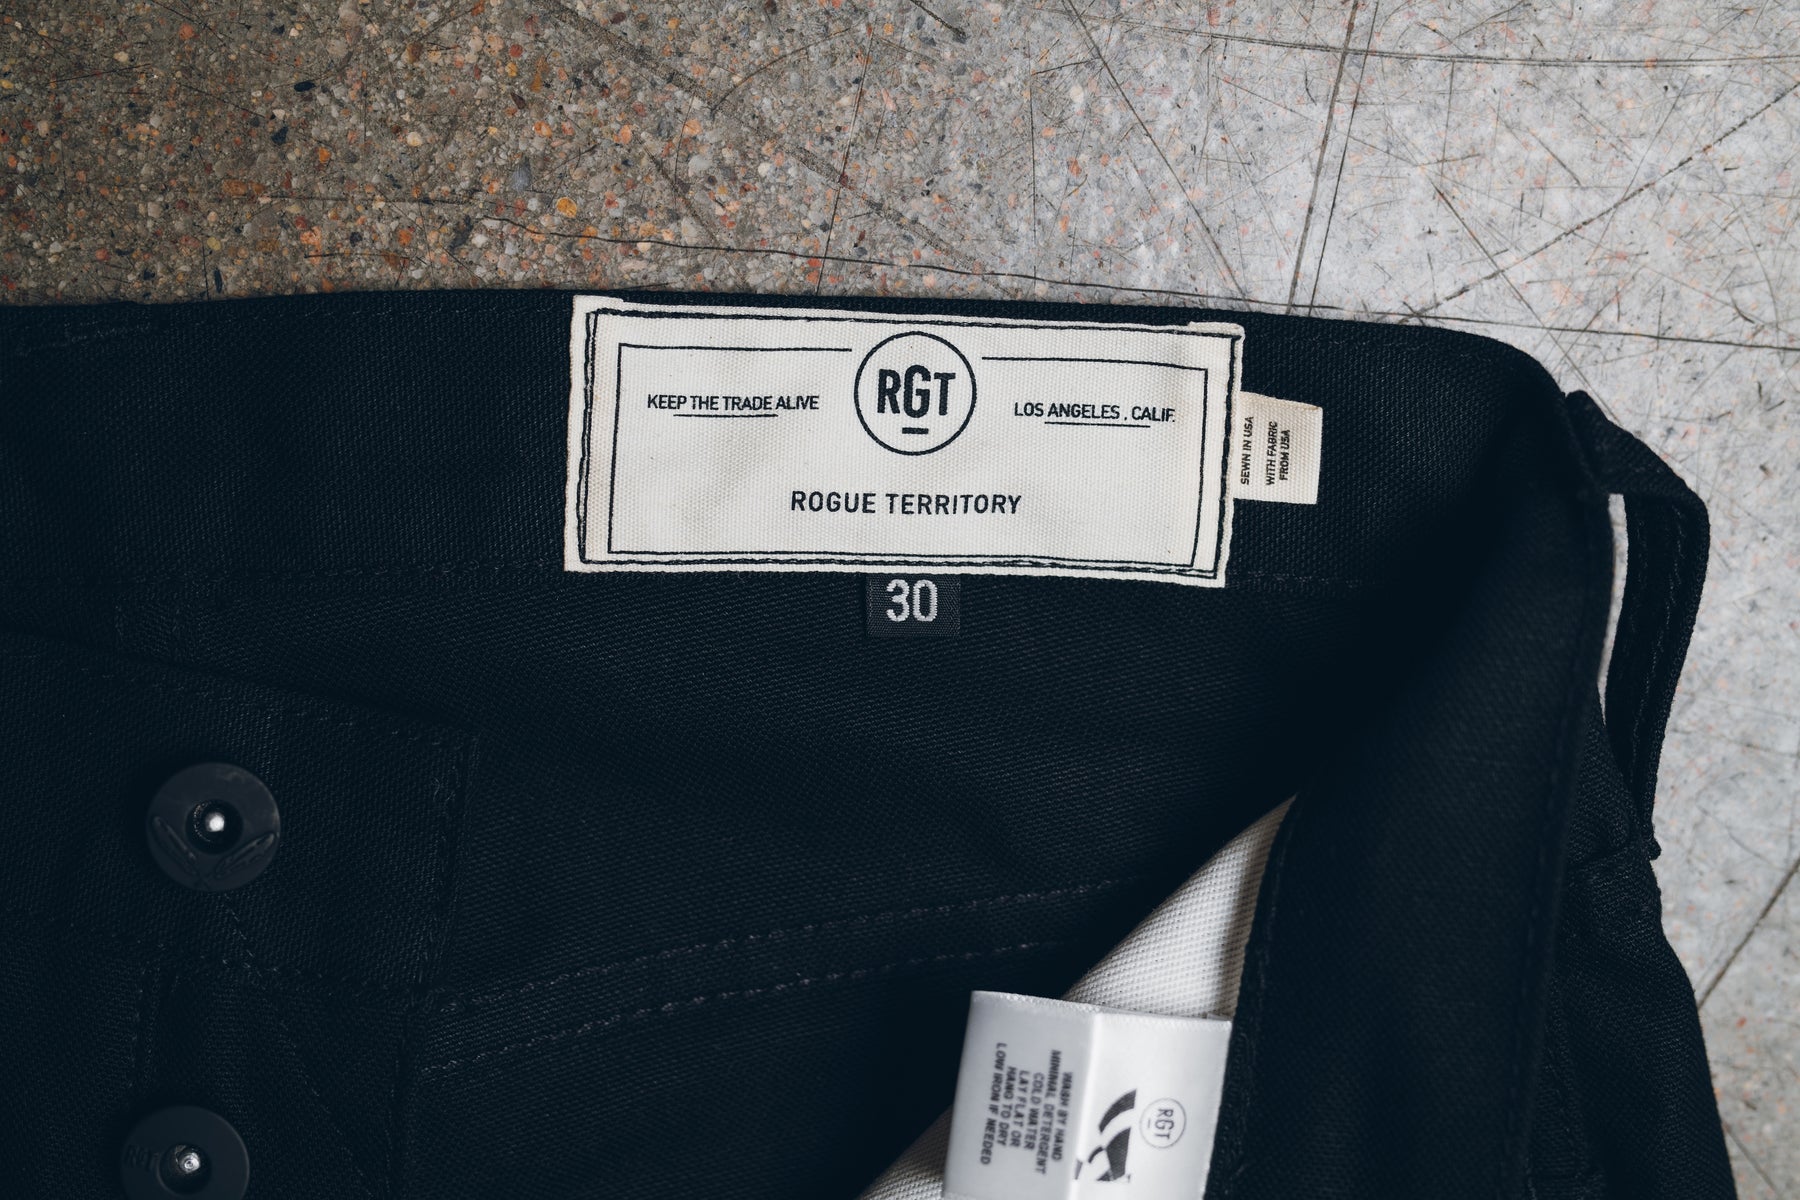 RGT
KEEP THE TRADE ALIVE
LOS ANGELES, CALIF.
ROGUE TERRITORY
SEWN IN USA
WITH FABRIC
FROM USA
30
RGT
WASH BY HAND
MINIMAL DETERGENT
COLD WATER
LAY FLAT OR
HANG TO DRY
LOW IRON IF NEEDED
RGT